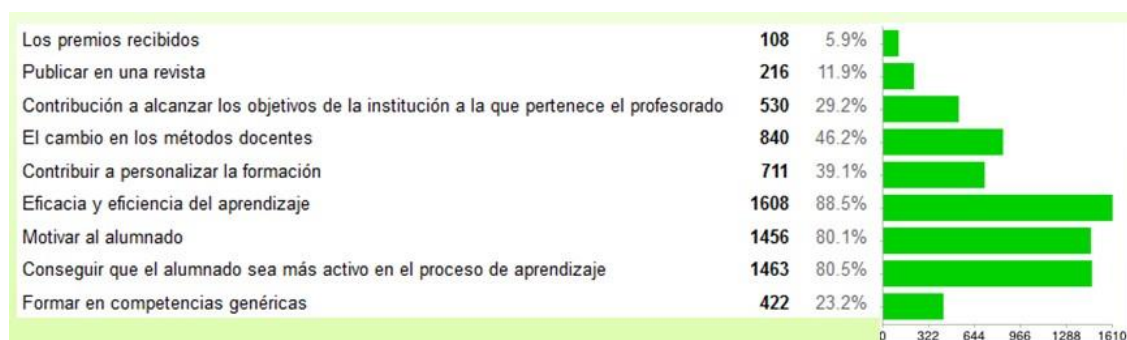 Los premios recibidos 108 5.9%
Publicar en una revista 216 11.9%
Contribución a alcanzar los objetivos de la institución a la que pertenece el profesorado 530 29.2%
El cambio en los métodos docentes 840 46.2%
Contribuir a personalizar la formación 711 39.1%
Eficacia y eficiencia del aprendizaje 1608 88.5%
Motivar al alumnado 1456 80.1%
Conseguir que el alumnado sea más activo en el proceso de aprendizaje 1463 80.5%
Formar en competencias genéricas 422 23.2%
0 322 644 966 1288 1610